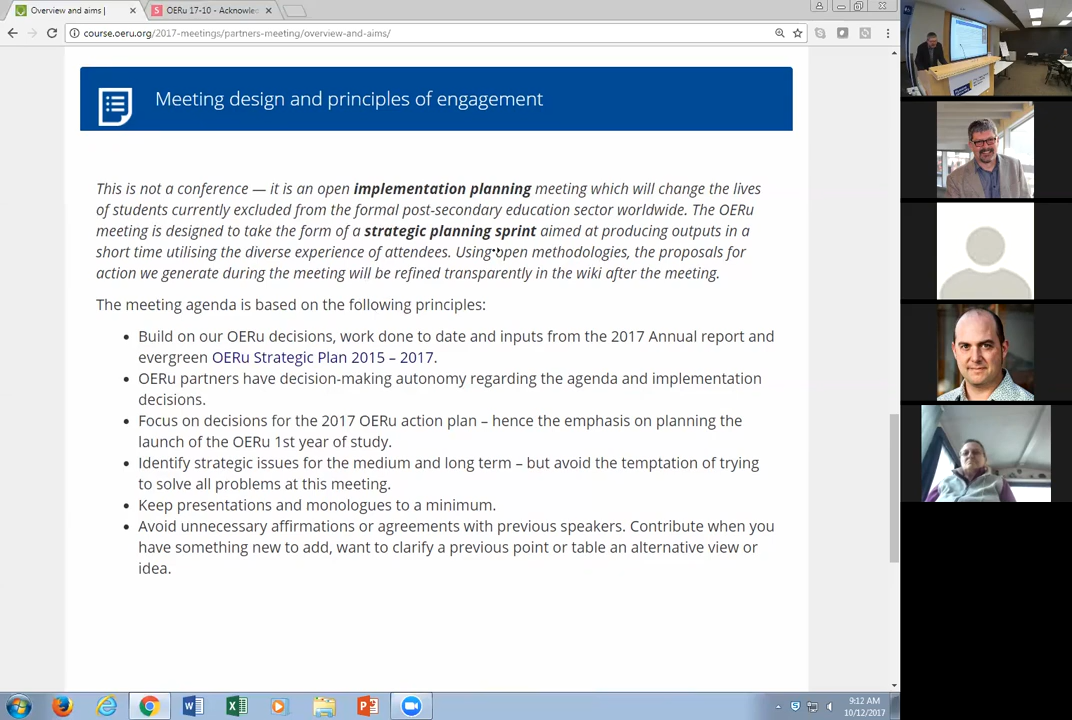 Overview and aims |
OERu 17-10 - Acknowle
course.oeru.org/2017-meetings/partners-meeting/overview-and-aims/
Meeting design and principles of engagement
This is not a conference — it is an open implementation planning meeting which will change the lives
of students currently excluded from the formal post-secondary education sector worldwide. The OERu
meeting is designed to take the form of a strategic planning sprint aimed at producing outputs in a
short time utilising the diverse experience of attendees. Using open methodologies, the proposals for
action we generate during the meeting will be refined transparently in the wiki after the meeting.
The meeting agenda is based on the following principles:
• Build on our OERu decisions, work done to date and inputs from the 2017 Annual report and
evergreen OERu Strategic Plan 2015 – 2017.
• OERu partners have decision-making autonomy regarding the agenda and implementation
decisions.
• Focus on decisions for the 2017 OERu action plan – hence the emphasis on planning the
launch of the OERu 1st year of study.
• Identify strategic issues for the medium and long term – but avoid the temptation of trying
to solve all problems at this meeting.
• Keep presentations and monologues to a minimum.
• Avoid unnecessary affirmations or agreements with previous speakers. Contribute when you
have something new to add, want to clarify a previous point or table an alternative view or
idea.
9:12 AM
10/12/2017